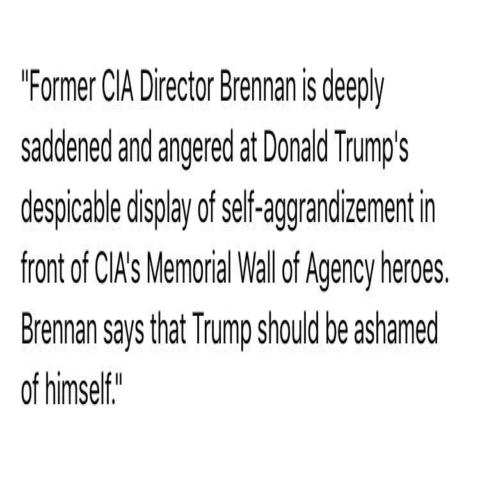 "Former CIA Director Brennan is deeply
saddened and angered at Donald Trump's
despicable display of self-aggrandizement in
front of CIA's Memorial Wall of Agency heroes.
Brennan says that Trump should be ashamed
of himself."